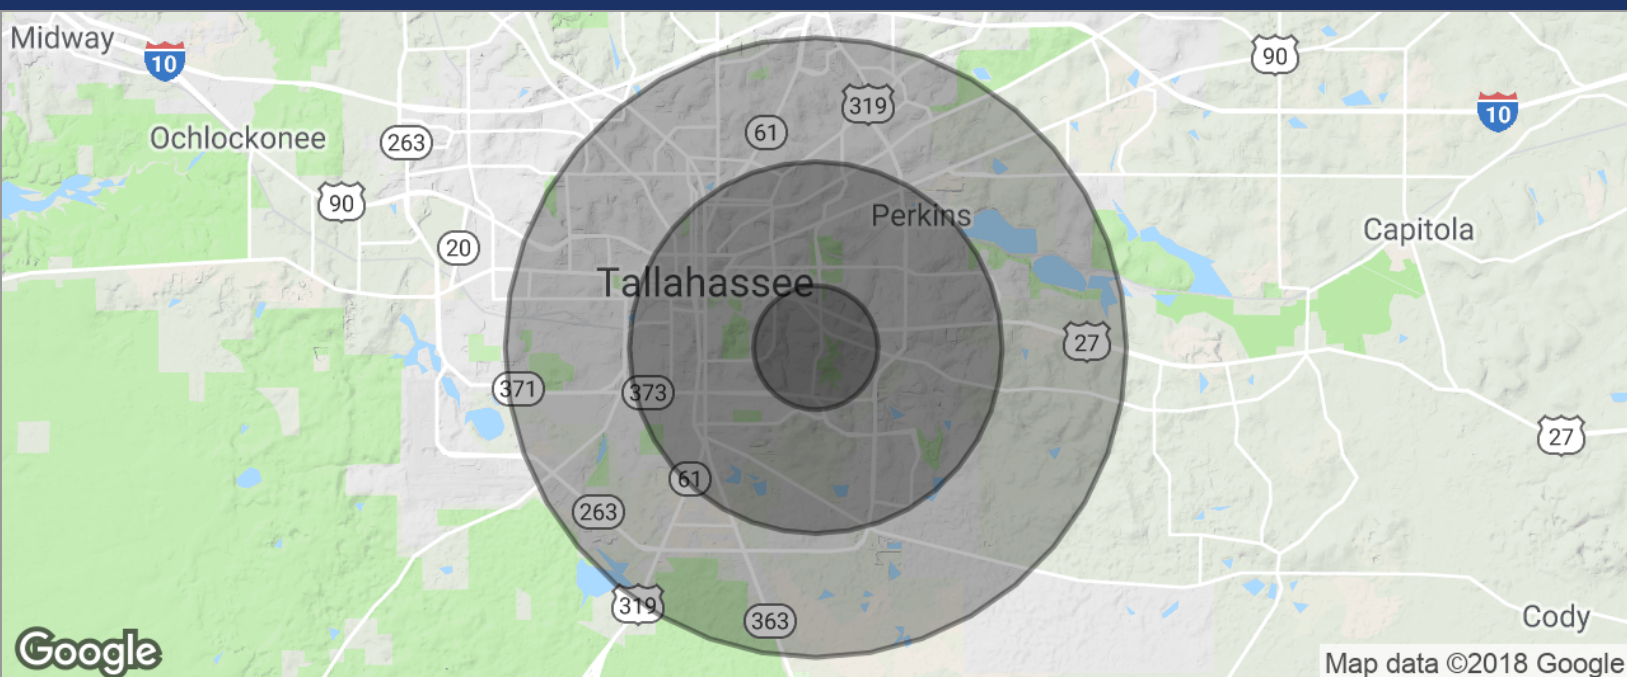 Midway
10
90
319
10
61
Ochlockonee
263
90
Perkins
Capitola
20
Tallahassee
27
371
373
27
61
263
319
363
Cody
Google
Map data ©2018 Google